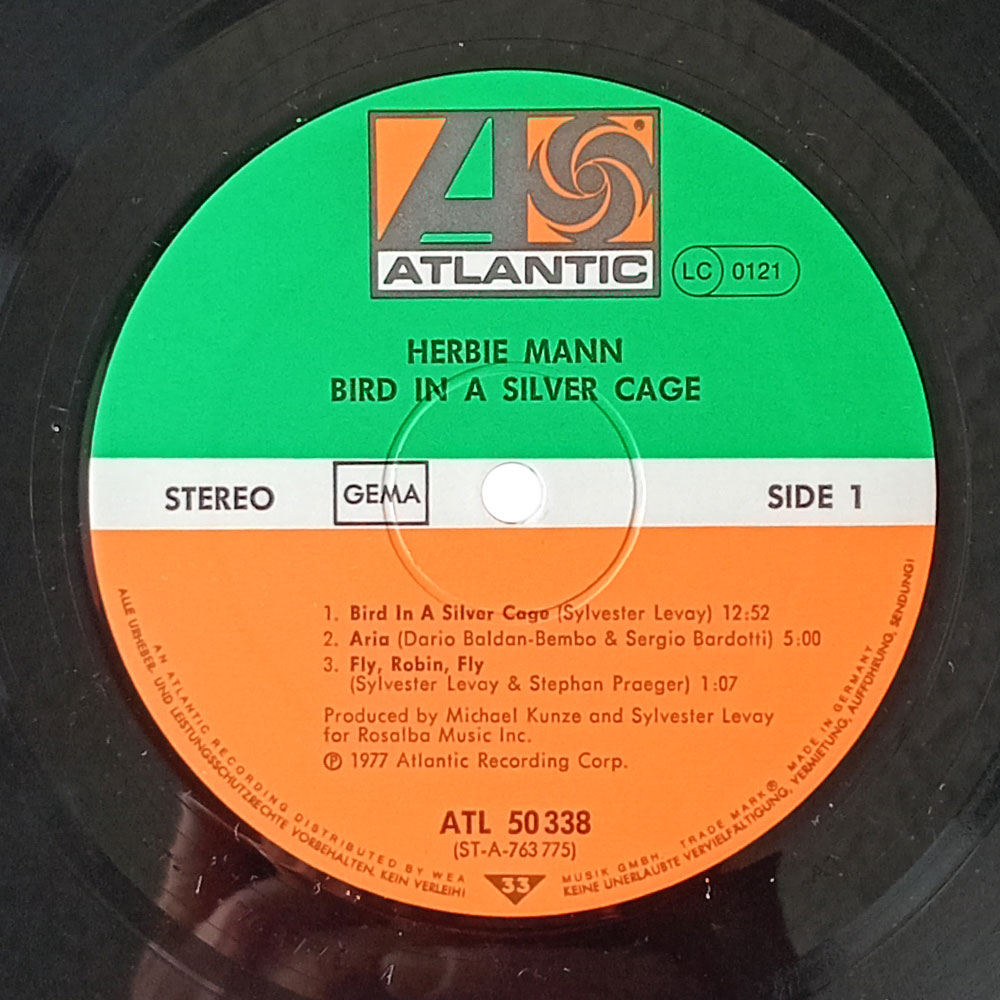 ATLANTIC
®
LC 0121
HERBIE MANN
BIRD IN A SILVER CAGE
STEREO
GEMA
SIDE 1
1. Bird In A Silver Cage (Sylvester Levay) 12:52
2. Aria (Dario Baldan-Bembo & Sergio Bardotti) 5:00
3. Fly, Robin, Fly
(Sylvester Levay & Stephan Praeger) 1:07
Produced by Michael Kunze and Sylvester Levay
for Rosalba Music Inc.
℗ 1977 Atlantic Recording Corp.
ATL 50 338
(ST-A-763 775)
33
AN ATLANTIC RECORDING DISTRIBUTED BY WEA MUSIK GMBH. TRADE MARK® MADE IN GERMANY
ALLE URHEBER- UND LEISTUNGSSCHUTZRECHTE VORBEHALTEN. KEIN VERLEIH! KEINE UNERLAUBTE VERVIELFÄLTIGUNG, VERMIETUNG, AUFFÜHRUNG, SENDUNG!